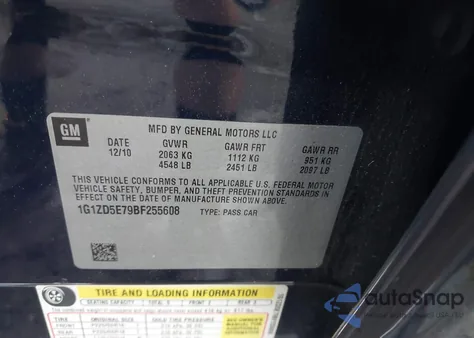 GM
MFD BY GENERAL MOTORS LLC
DATE GVWR GAWR FRT GAWR RR
12/10 2063 KG 1112 KG 951 KG
4548 LB 2451 LB 2097 LB
THIS VEHICLE CONFORMS TO ALL APPLICABLE U.S. FEDERAL MOTOR
VEHICLE SAFETY, BUMPER, AND THEFT PREVENTION STANDARDS IN
EFFECT ON THE DATE OF MANUFACTURE SHOWN ABOVE.
1G1ZD5E79BF255608 TYPE: PASS CAR
TIRE AND LOADING INFORMATION
SEATING CAPACITY
autoSnap